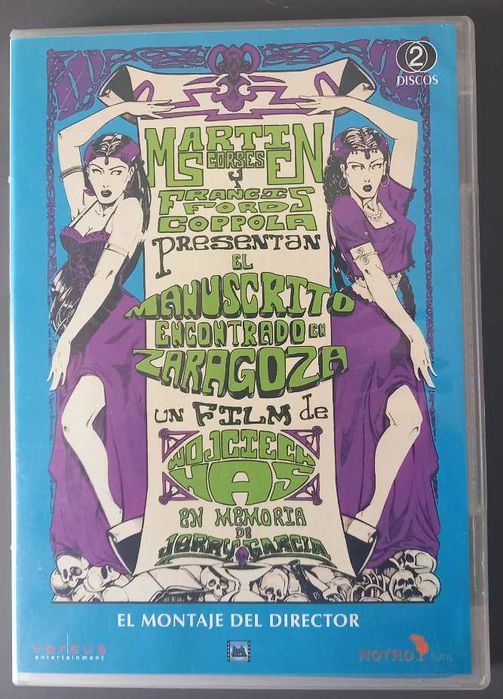 2
DISCOS
MARTIN
SCORSESE
Y
FRANCIS
FORD
COPPOLA
PRESENTAN
EL
MANUSCRITO
ENCONTRADO EN
ZARAGOZA
UN FILM de
WOJCIECH
HAS
EN MEMORIA
DE
JERRY GARCIA
EL MONTAJE DEL DIRECTOR
versus
entertainment
NOTRO films